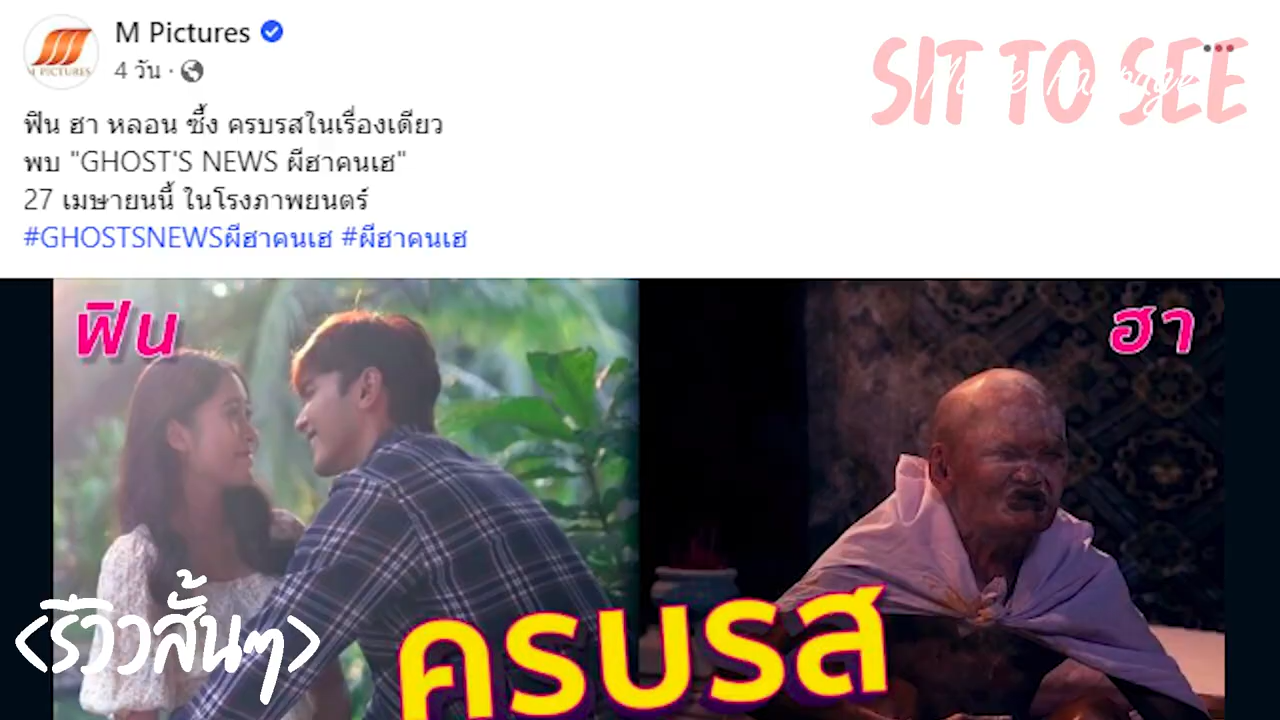 M Pictures
4 วัน ·
ฟิน ฮา หลอน ซึ้ง ครบรสในเรื่องเดียว
พบ "GHOST'S NEWS ผีฮาคนเฮ"
27 เมษายนนี้ ในโรงภาพยนตร์
#GHOSTSNEWSผีฮาคนเฮ #ผีฮาคนเฮ
SIT TO SEE
M PICTURES
ฟิน
ฮา
<รีวิวสั้นๆ>
ครบรส